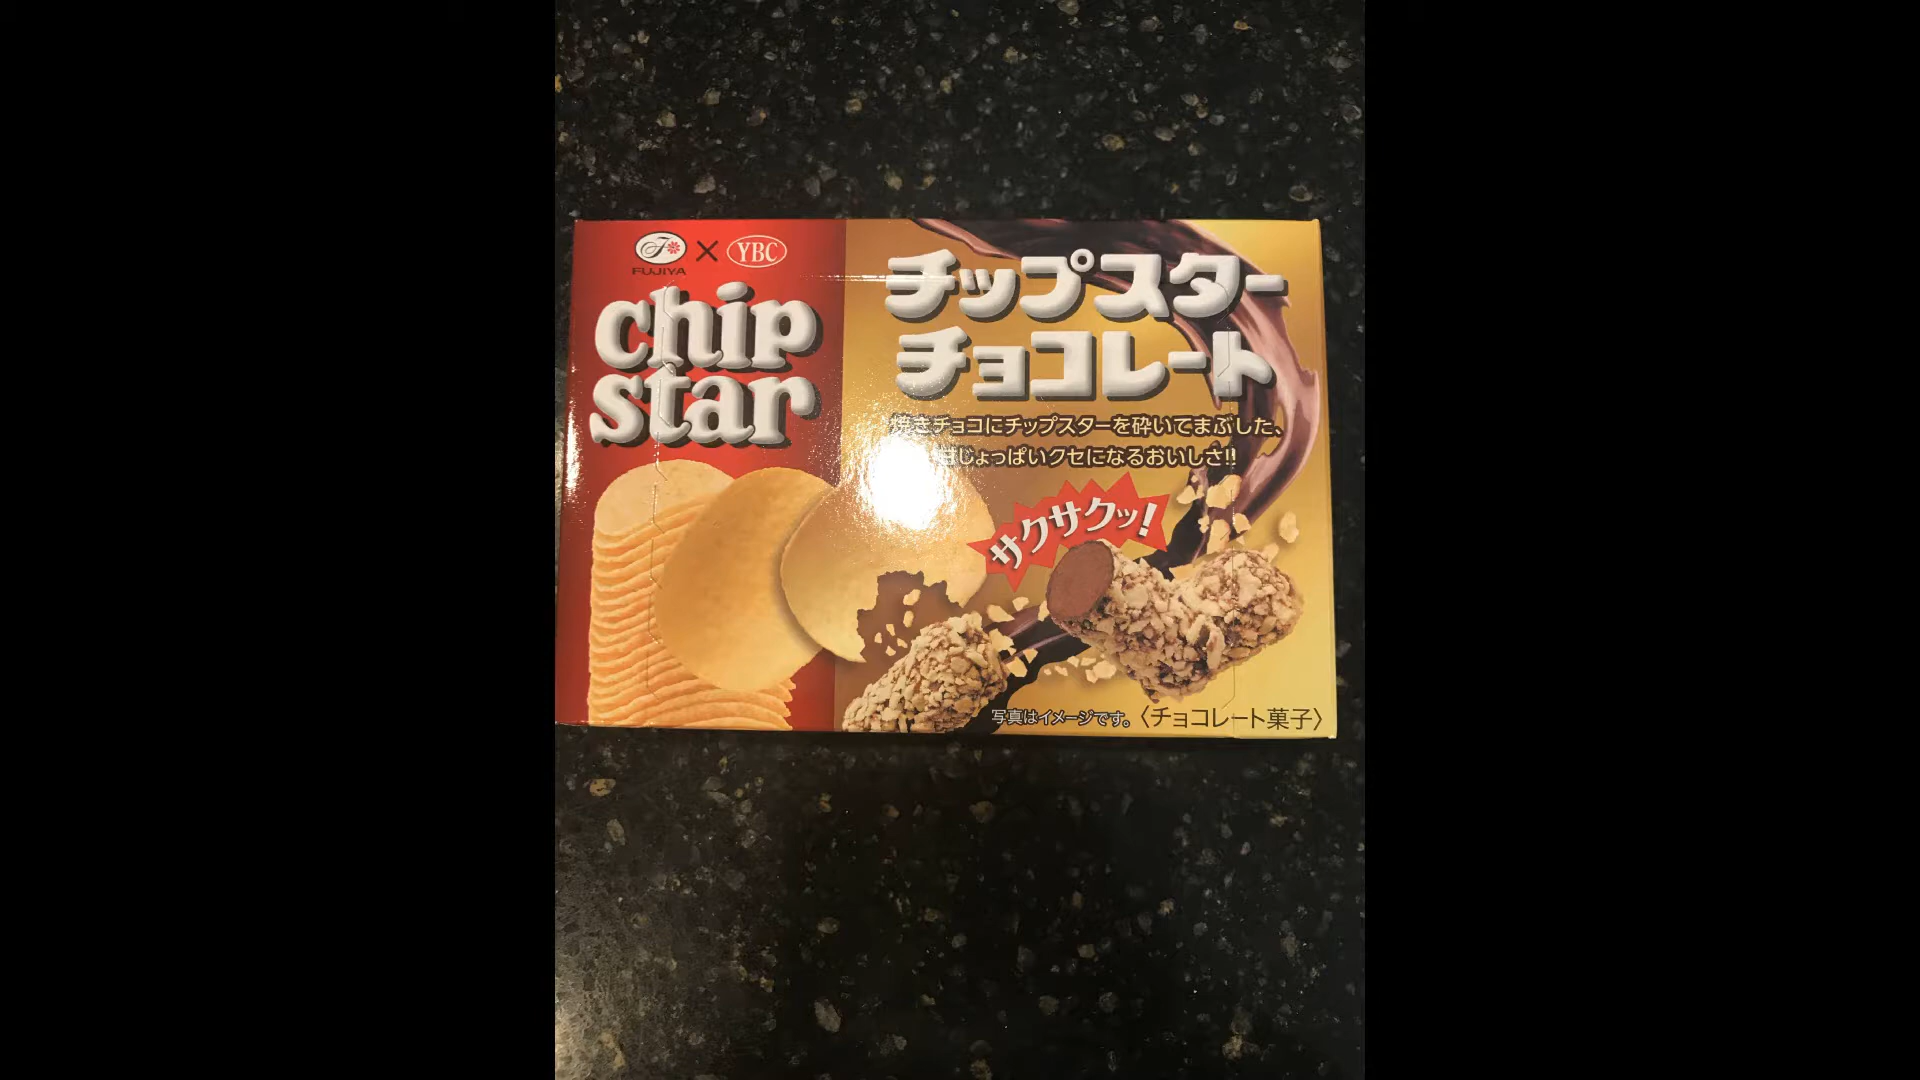 FUJIYA × YBC
chip
star
チップスター
チョコレート
焼きチョコにチップスターを砕いてまぶした、
甘じょっぱいクセになるおいしさ!!
サクサクッ!
写真はイメージです。〈チョコレート菓子〉